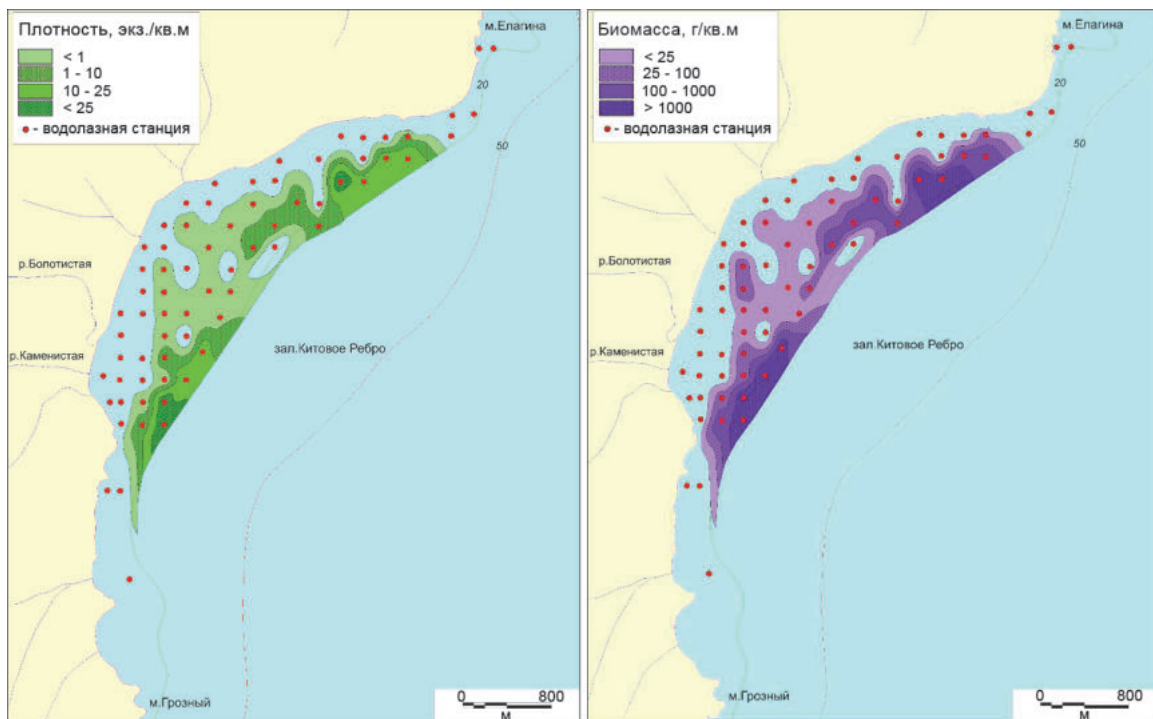 Плотность, экз./кв.м
< 1
1 - 10
10 - 25
< 25
- водолазная станция
м.Елагина
20
50
р.Болотистая
р.Каменистая
зал.Китовое Ребро
м.Грозный
0 800
М
Биомасса, г/кв.м
< 25
25 - 100
100 - 1000
> 1000
- водолазная станция
м.Елагина
20
50
р.Болотистая
р.Каменистая
зал.Китовое Ребро
м.Грозный
0 800
М